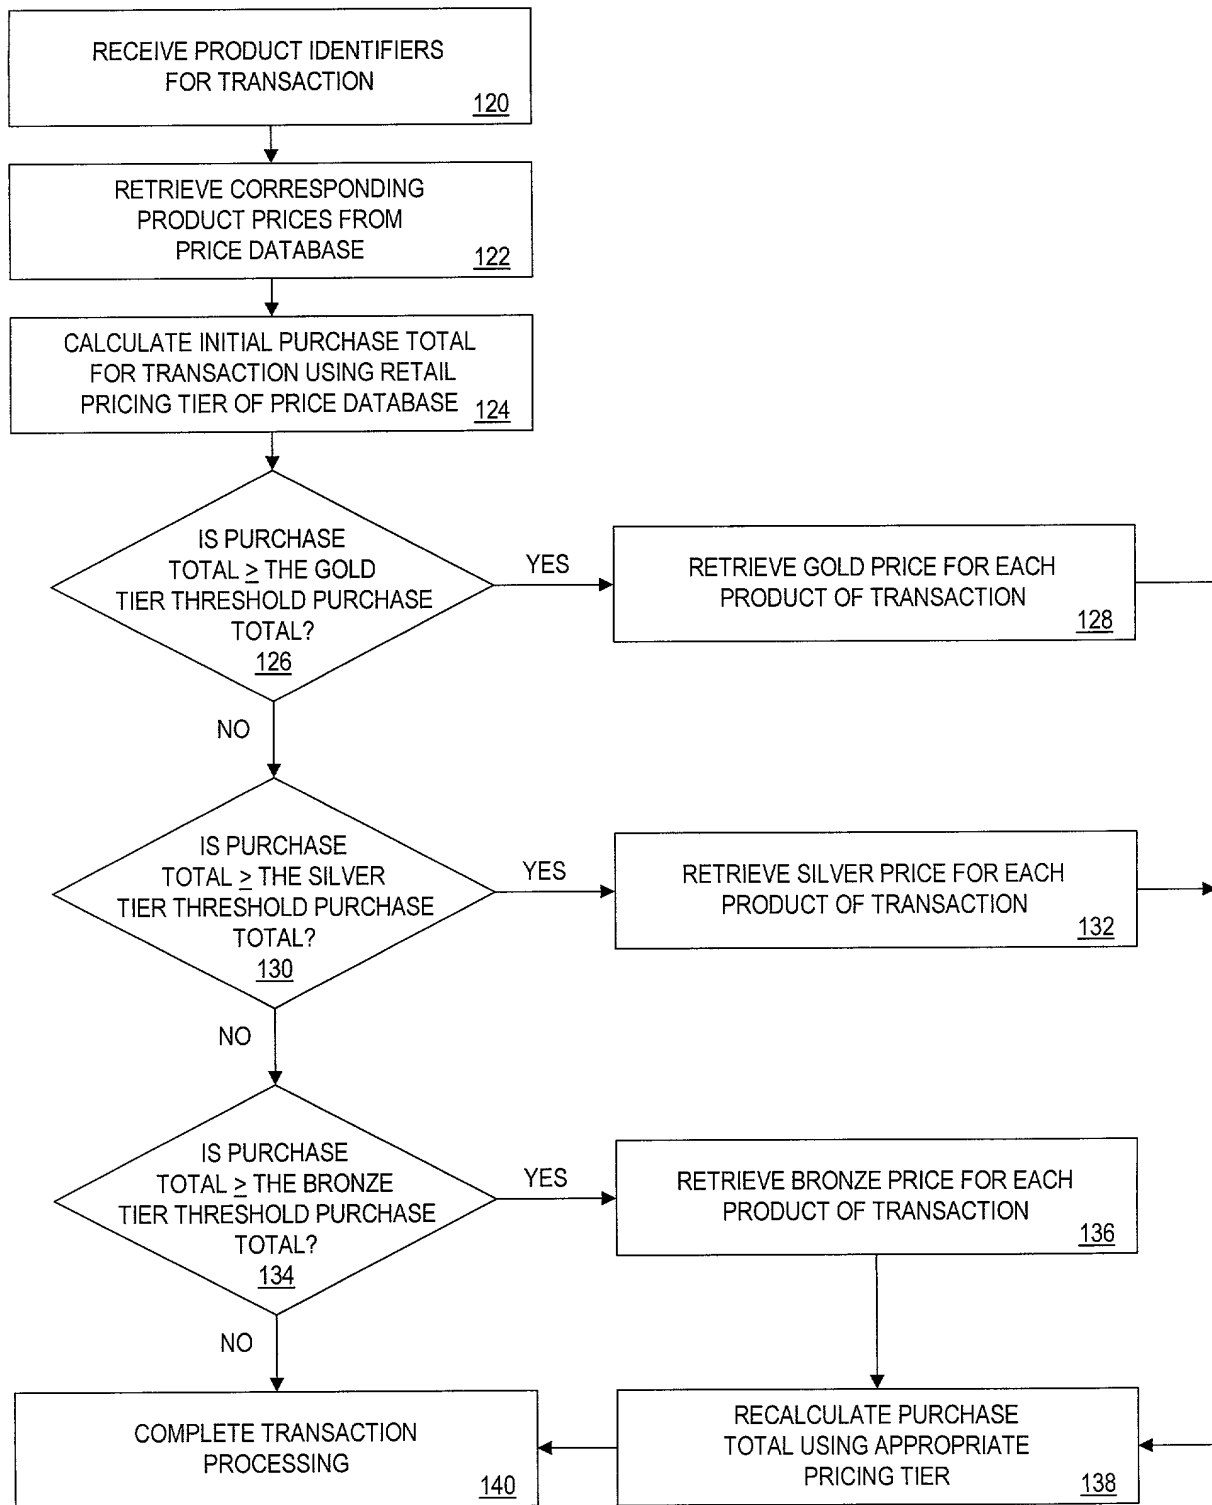 RECEIVE PRODUCT IDENTIFIERS
FOR TRANSACTION
120
RETRIEVE CORRESPONDING
PRODUCT PRICES FROM
PRICE DATABASE
122
CALCULATE INITIAL PURCHASE TOTAL
FOR TRANSACTION USING RETAIL
PRICING TIER OF PRICE DATABASE
124
IS PURCHASE
TOTAL ≥ THE GOLD
TIER THRESHOLD PURCHASE
TOTAL?
126
YES
RETRIEVE GOLD PRICE FOR EACH
PRODUCT OF TRANSACTION
128
NO
IS PURCHASE
TOTAL ≥ THE SILVER
TIER THRESHOLD PURCHASE
TOTAL?
130
YES
RETRIEVE SILVER PRICE FOR EACH
PRODUCT OF TRANSACTION
132
NO
IS PURCHASE
TOTAL ≥ THE BRONZE
TIER THRESHOLD PURCHASE
TOTAL?
134
YES
RETRIEVE BRONZE PRICE FOR EACH
PRODUCT OF TRANSACTION
136
NO
COMPLETE TRANSACTION
PROCESSING
140
RECALCULATE PURCHASE
TOTAL USING APPROPRIATE
PRICING TIER
138